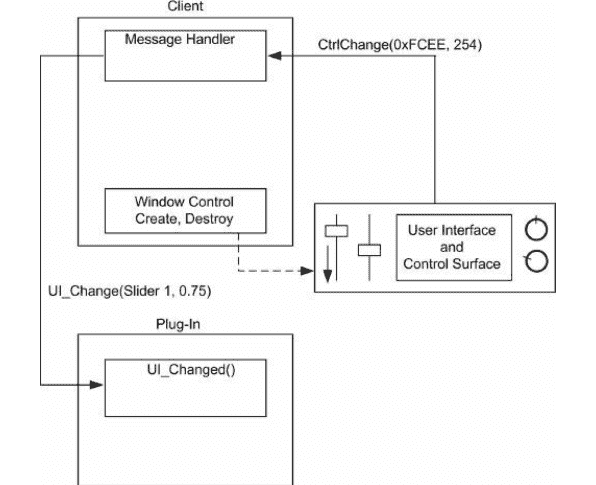 Client
Message Handler
CtrlChange(0xFCEE, 254)
Window Control
Create, Destroy
User Interface
and
Control Surface
UI_Change(Slider 1, 0.75)
Plug-In
UI_Changed()